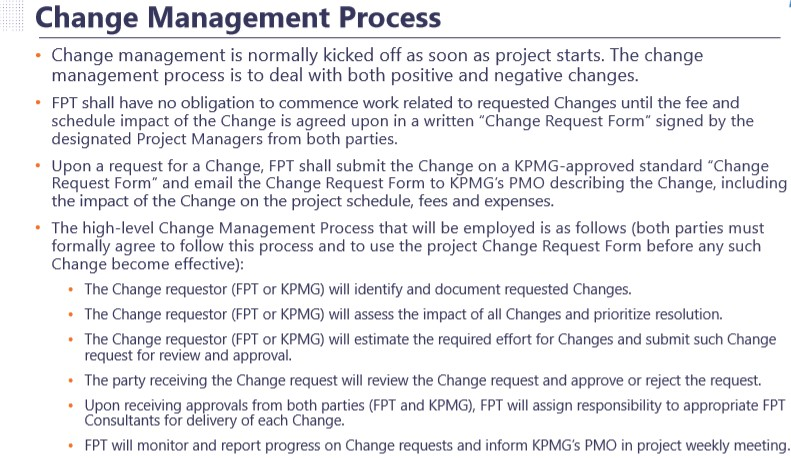 Change Management Process
• Change management is normally kicked off as soon as project starts. The change
management process is to deal with both positive and negative changes.
• FPT shall have no obligation to commence work related to requested Changes until the fee and
schedule impact of the Change is agreed upon in a written “Change Request Form” signed by the
designated Project Managers from both parties.
• Upon a request for a Change, FPT shall submit the Change on a KPMG-approved standard “Change
Request Form” and email the Change Request Form to KPMG’s PMO describing the Change, including
the impact of the Change on the project schedule, fees and expenses.
• The high-level Change Management Process that will be employed is as follows (both parties must
formally agree to follow this process and to use the project Change Request Form before any such
Change become effective):
• The Change requestor (FPT or KPMG) will identify and document requested Changes.
• The Change requestor (FPT or KPMG) will assess the impact of all Changes and prioritize resolution.
• The Change requestor (FPT or KPMG) will estimate the required effort for Changes and submit such Change
request for review and approval.
• The party receiving the Change request will review the Change request and approve or reject the request.
• Upon receiving approvals from both parties (FPT and KPMG), FPT will assign responsibility to appropriate FPT
Consultants for delivery of each Change.
• FPT will monitor and report progress on Change requests and inform KPMG’s PMO in project weekly meeting.